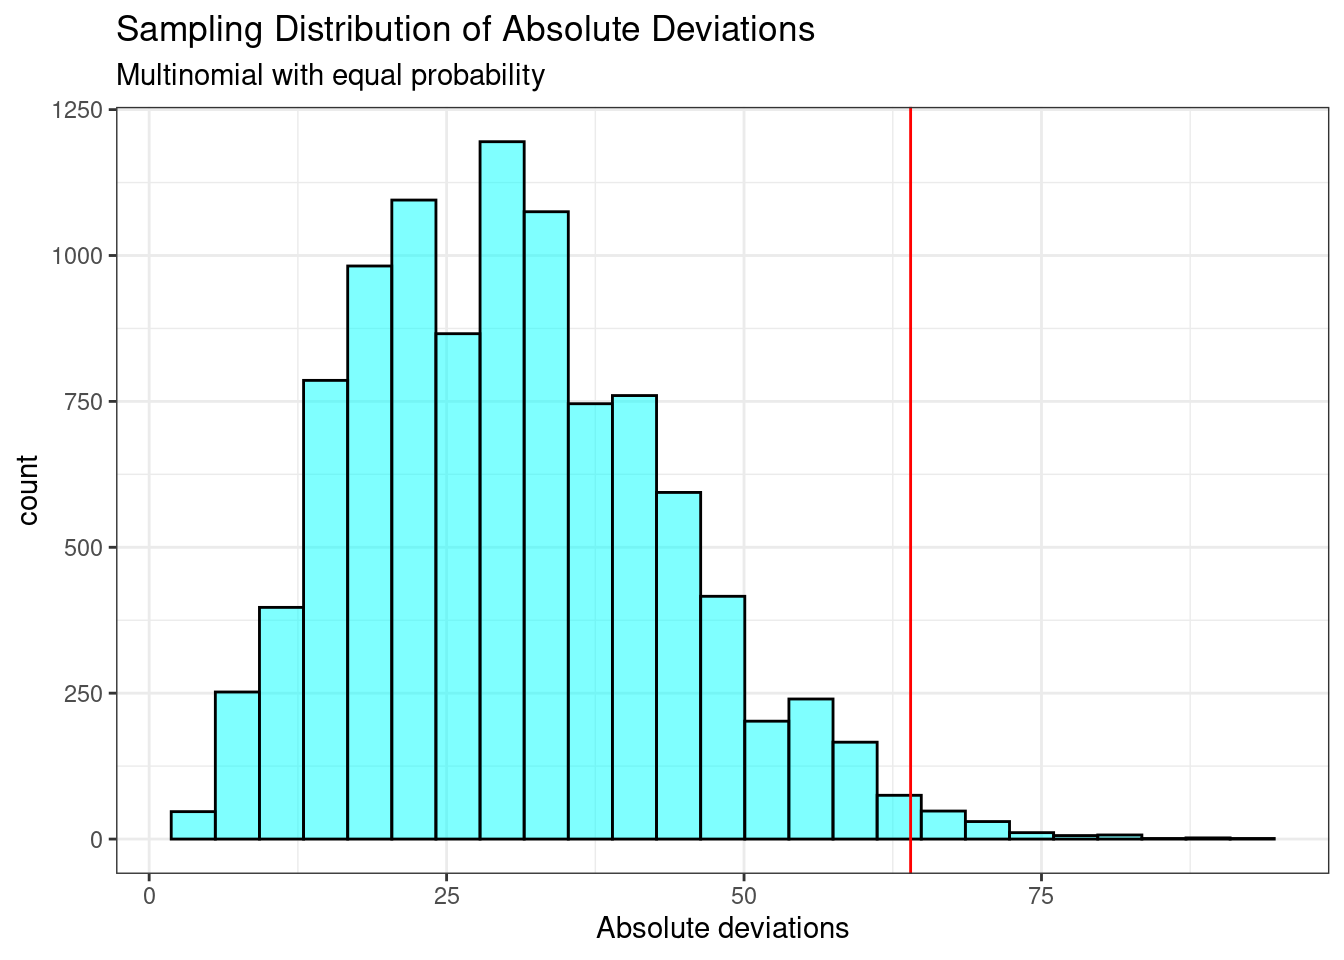 Sampling Distribution of Absolute Deviations
Multinomial with equal probability
1250
1000
750
500
250
0
count
0 25 50 75
Absolute deviations